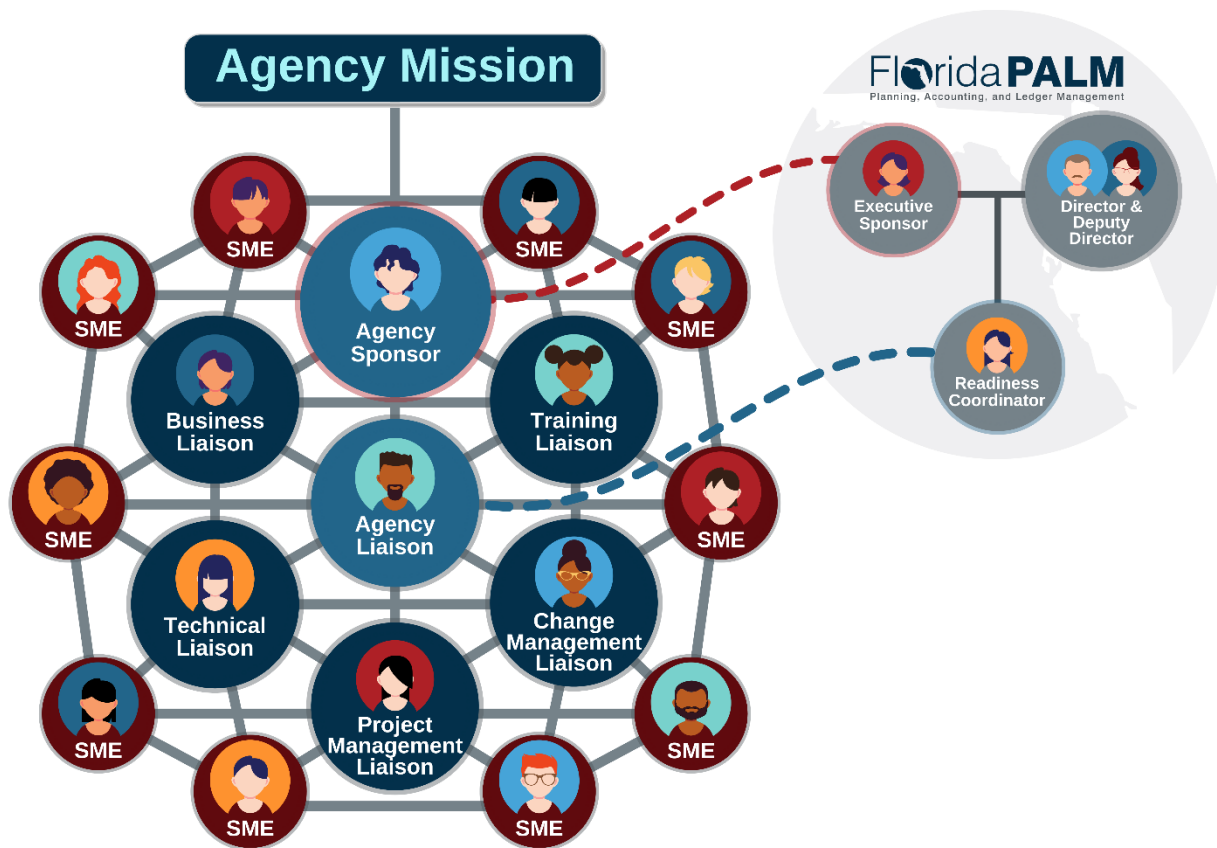 Agency Mission
Florida PALM
Planning, Accounting, and Ledger Management
Executive
Sponsor
Director &
Deputy
Director
Readiness
Coordinator
SME
SME
SME
SME
Agency
Sponsor
Business
Liaison
Training
Liaison
Agency
Liaison
SME
SME
Technical
Liaison
Change
Management
Liaison
Project
Management
Liaison
SME
SME
SME
SME